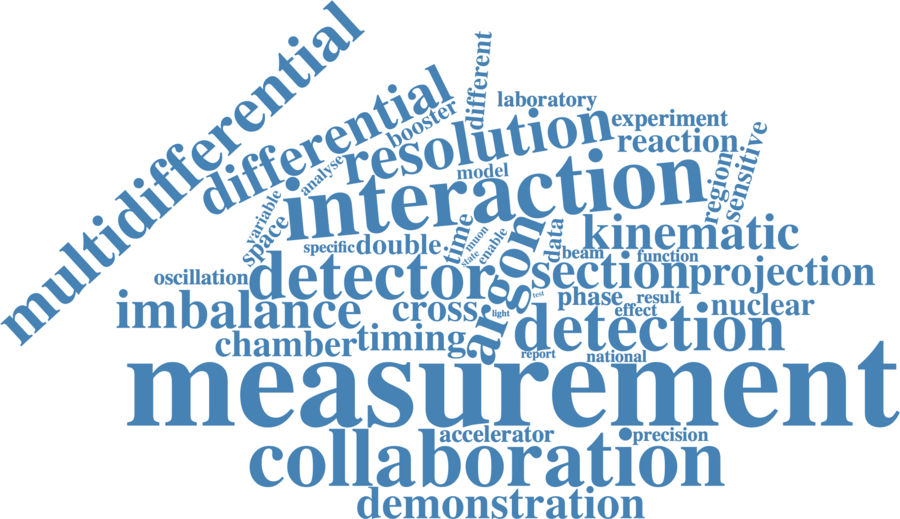 multidifferential
differential
booster
different
laboratory
experiment
resolution
reaction
analyse
model
interaction
region
sensitive
variable
space
specific
double
time
muon
state
enable
argon
data
kinematic
beam
function
oscillation
detector
section
projection
imbalance
cross
light
test
phase
result
effect
nuclear
chamber
timing
detection
report
national
measurement
accelerator
precision
collaboration
demonstration